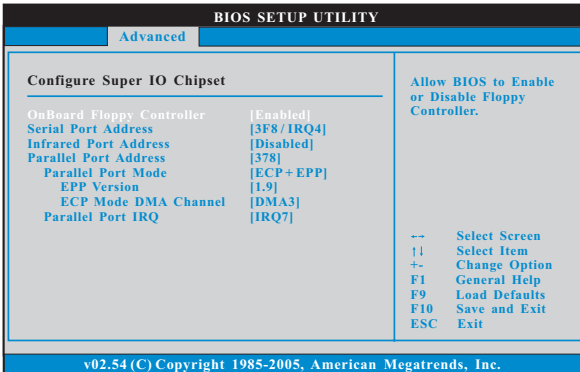 BIOS SETUP UTILITY
Advanced
Configure Super IO Chipset
OnBoard Floppy Controller [Enabled]
Serial Port Address [3F8 / IRQ4]
Infrared Port Address [Disabled]
Parallel Port Address [378]
Parallel Port Mode [ECP + EPP]
EPP Version [1.9]
ECP Mode DMA Channel [DMA3]
Parallel Port IRQ [IRQ7]
Allow BIOS to Enable
or Disable Floppy
Controller.
←→ Select Screen
↑↓ Select Item
+- Change Option
F1 General Help
F9 Load Defaults
F10 Save and Exit
ESC Exit
v02.54 (C) Copyright 1985-2005, American Megatrends, Inc.